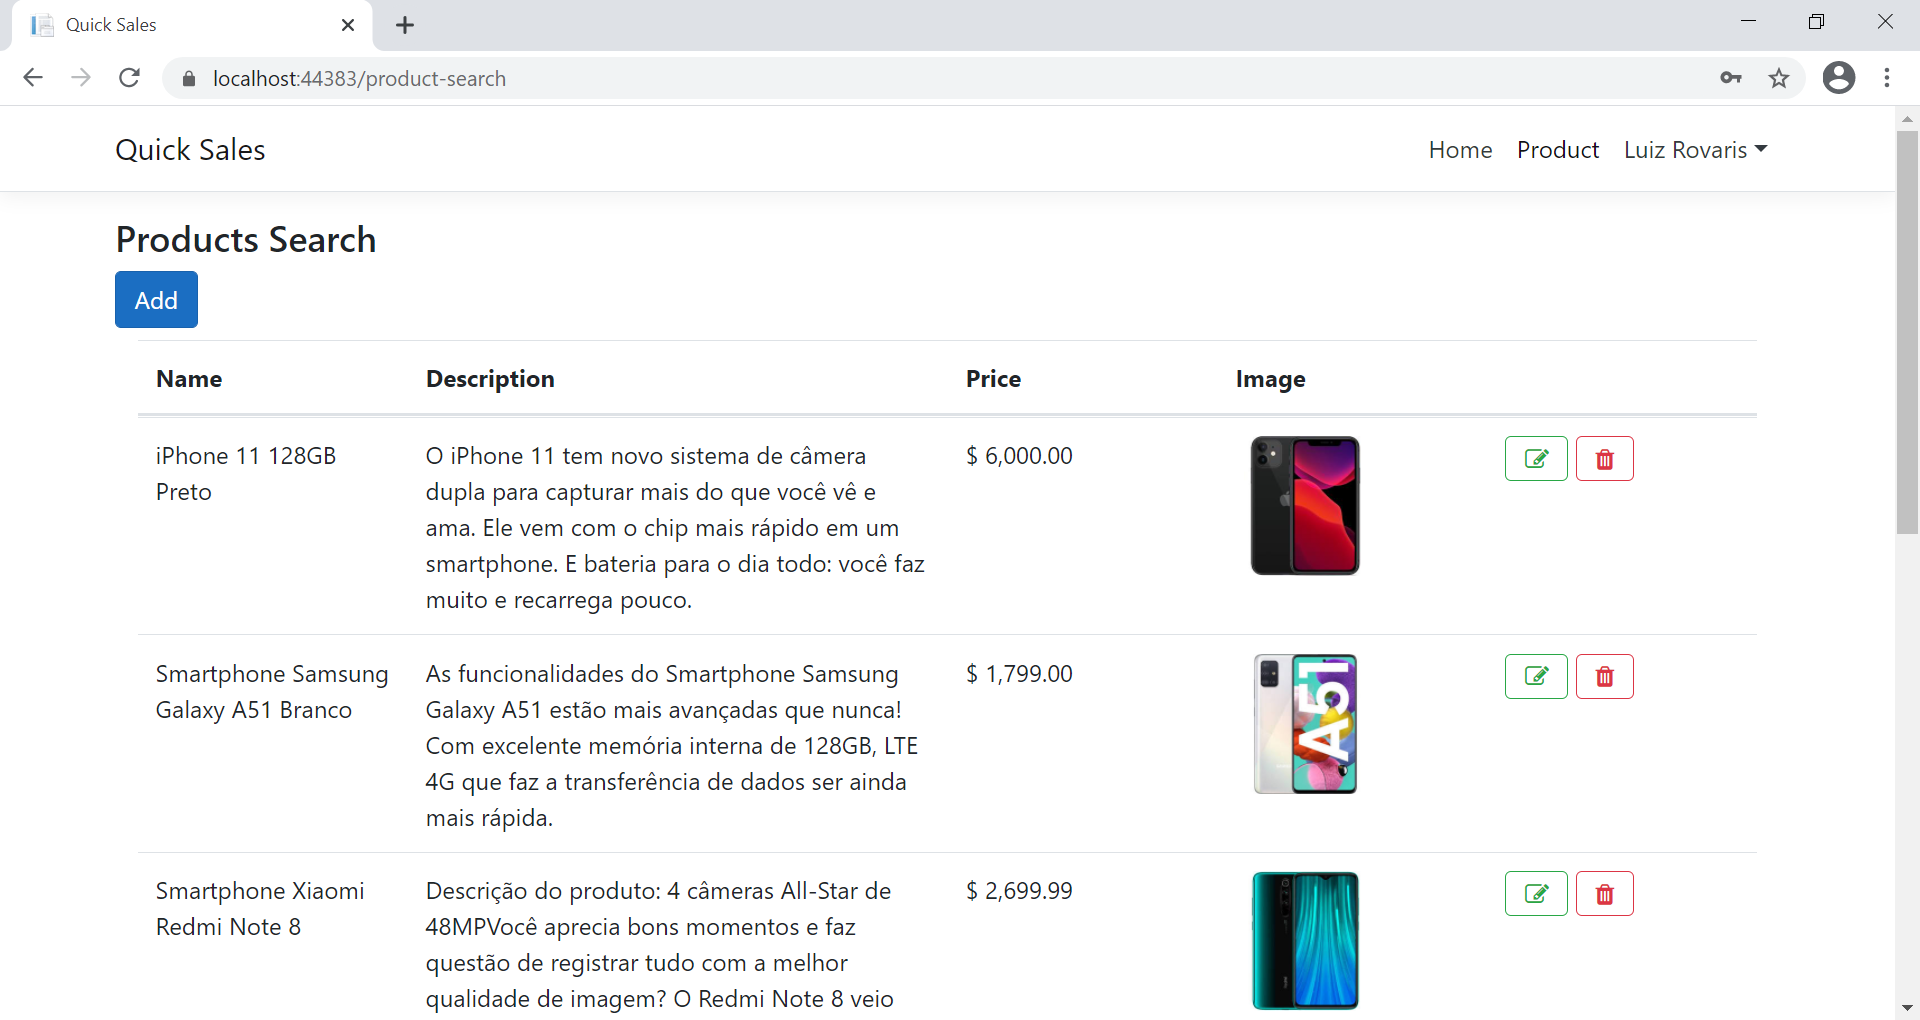 Quick Sales
localhost:44383/product-search
Quick Sales
Home Product Luiz Rovaris
Products Search
Add
Name Description Price Image
iPhone 11 128GB
Preto
O iPhone 11 tem novo sistema de câmera
dupla para capturar mais do que você vê e
ama. Ele vem com o chip mais rápido em um
smartphone. E bateria para o dia todo: você faz
muito e recarrega pouco.
$ 6,000.00
Smartphone Samsung
Galaxy A51 Branco
As funcionalidades do Smartphone Samsung
Galaxy A51 estão mais avançadas que nunca!
Com excelente memória interna de 128GB, LTE
4G que faz a transferência de dados ser ainda
mais rápida.
$ 1,799.00
A51
Smartphone Xiaomi
Redmi Note 8
Descrição do produto: 4 câmeras All-Star de
48MPVocê aprecia bons momentos e faz
questão de registrar tudo com a melhor
qualidade de imagem? O Redmi Note 8 veio
$ 2,699.99